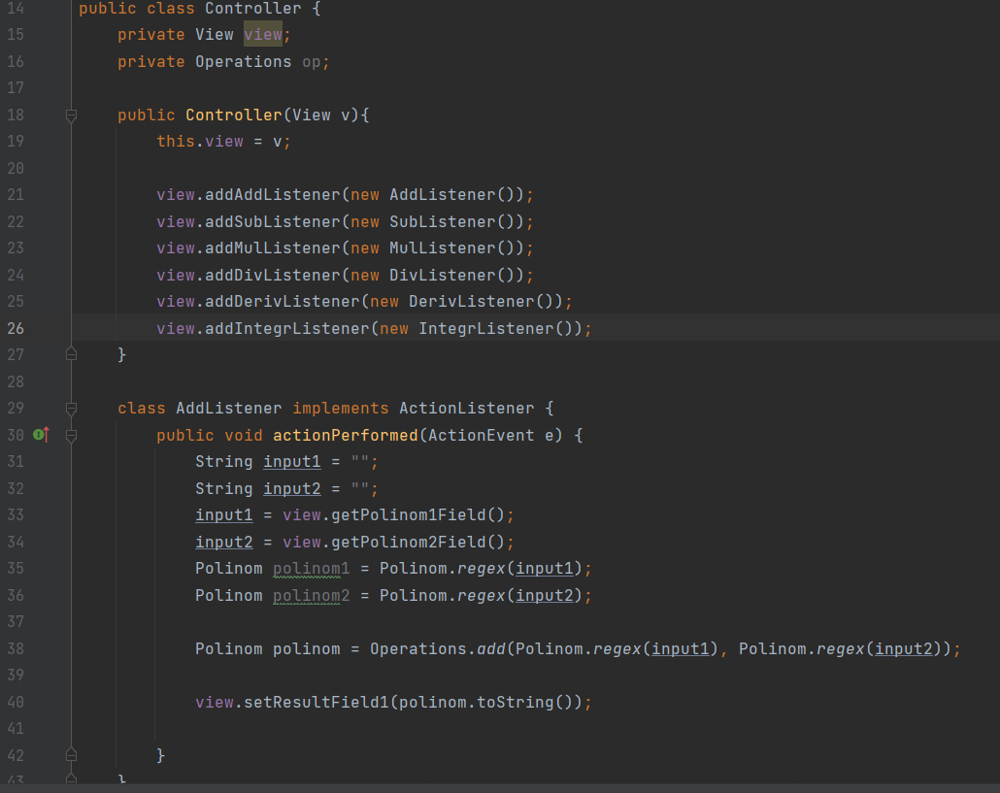 14 public class Controller {
15     private View view;
16     private Operations op;
17
18     public Controller(View v){
19         this.view = v;
20
21         view.addAddListener(new AddListener());
22         view.addSubListener(new SubListener());
23         view.addMulListener(new MulListener());
24         view.addDivListener(new DivListener());
25         view.addDerivListener(new DerivListener());
26         view.addIntegrListener(new IntegrListener());
27     }
28
29     class AddListener implements ActionListener {
30         public void actionPerformed(ActionEvent e) {
31             String input1 = "";
32             String input2 = "";
33             input1 = view.getPolinom1Field();
34             input2 = view.getPolinom2Field();
35             Polinom polinom1 = Polinom.regex(input1);
36             Polinom polinom2 = Polinom.regex(input2);
37
38             Polinom polinom = Operations.add(Polinom.regex(input1), Polinom.regex(input2));
39
40             view.setResultField1(polinom.toString());
41
42         }
43     }